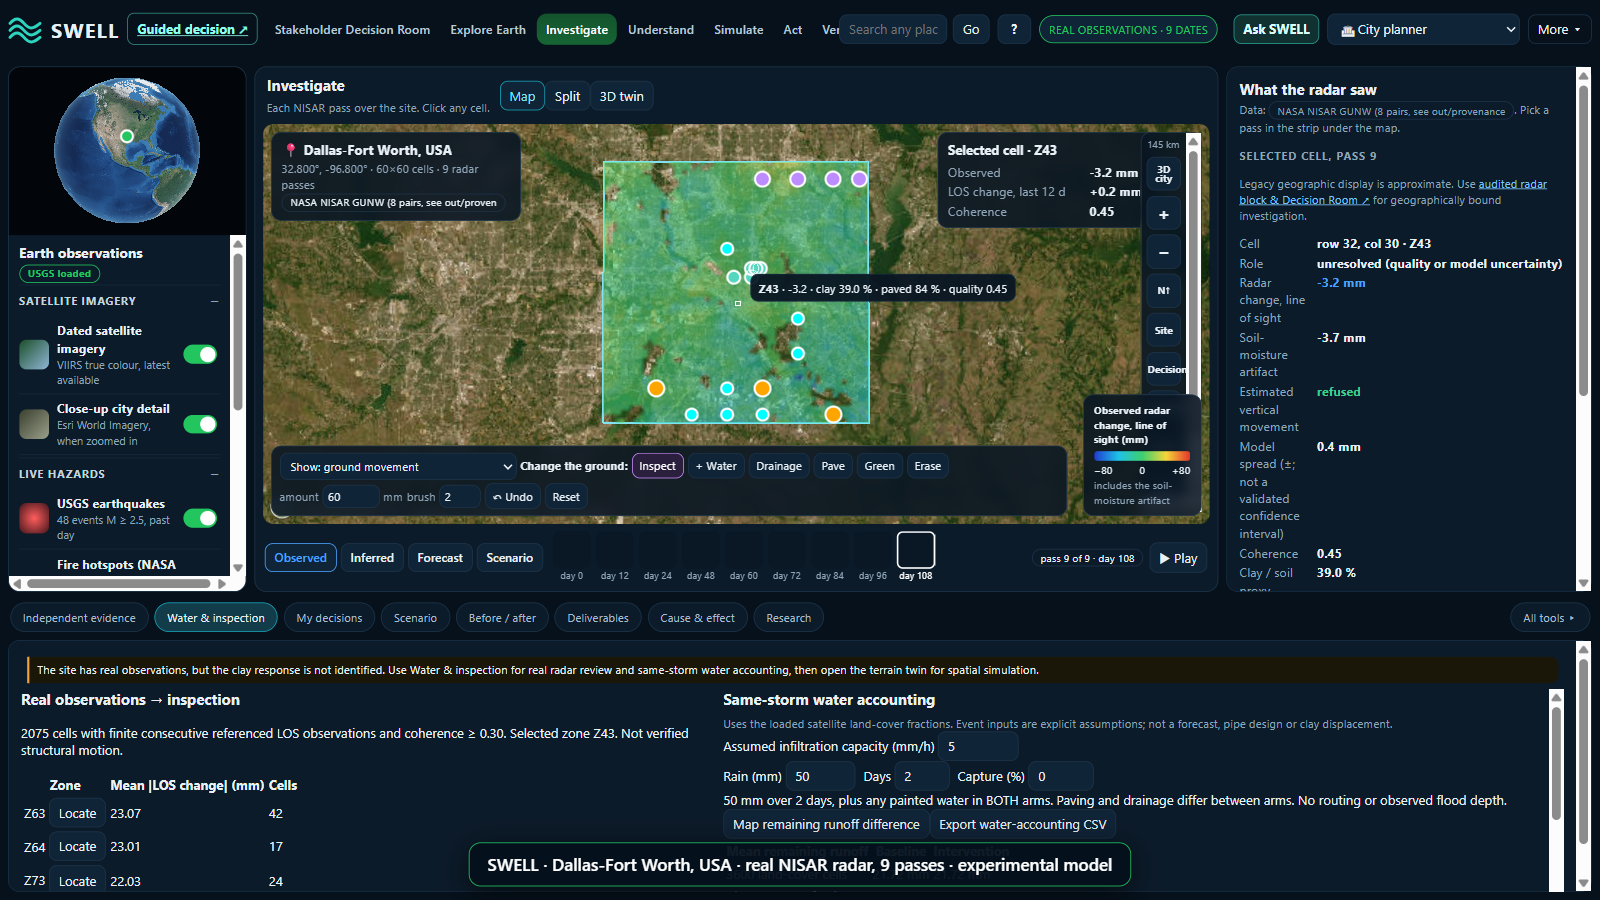 SWELL
Guided decision ↗
Stakeholder Decision Room
Explore Earth
Investigate
Understand
Simulate
Act
Ver
Search any plac
Go
?
REAL OBSERVATIONS · 9 DATES
Ask SWELL
City planner
More
Earth observations
USGS loaded
SATELLITE IMAGERY
Dated satellite
imagery
VIIRS true colour, latest
available
Close-up city detail
Esri World Imagery,
when zoomed in
LIVE HAZARDS
USGS earthquakes
48 events M ≥ 2.5, past
day
Fire hotspots (NASA
Investigate
Each NISAR pass over the site. Click any cell.
Map
Split
3D twin
Dallas-Fort Worth, USA
32.800°, -96.800° · 60×60 cells · 9 radar
passes
NASA NISAR GUNW (8 pairs, see out/proven
Selected cell · Z43
Observed -3.2 mm
LOS change, last 12 d +0.2 mm
Coherence 0.45
145 km
3D
city
+
−
N↑
Site
Decision
Z43 · -3.2 · clay 39.0 % · paved 84 % · quality 0.45
Observed radar
change, line of
sight (mm)
−80 0 +80
includes the soil-
moisture artifact
Show: ground movement
Change the ground:
Inspect
+ Water
Drainage
Pave
Green
Erase
amount 60 mm brush 2
↶ Undo
Reset
Observed
Inferred
Forecast
Scenario
day 0
day 12
day 24
day 48
day 60
day 72
day 84
day 96
day 108
pass 9 of 9 · day 108
▶ Play
What the radar saw
Data: NASA NISAR GUNW (8 pairs, see out/provenance . Pick a
pass in the strip under the map.
SELECTED CELL, PASS 9
Legacy geographic display is approximate. Use audited radar
block & Decision Room ↗ for geographically bound
investigation.
Cell row 32, col 30 · Z43
Role unresolved (quality or model uncertainty)
Radar -3.2 mm
change, line
of sight
Soil- -3.7 mm
moisture
artifact
Estimated refused
vertical
movement
Model 0.4 mm
spread (±;
not a
validated
confidence
interval)
Coherence 0.45
Clay / soil 39.0 %
Independent evidence
Water & inspection
My decisions
Scenario
Before / after
Deliverables
Cause & effect
Research
All tools ▸
The site has real observations, but the clay response is not identified. Use Water & inspection for real radar review and same-storm water accounting, then open the terrain twin for spatial simulation.
Real observations → inspection
2075 cells with finite consecutive referenced LOS observations and coherence ≥ 0.30. Selected zone Z43. Not verified
structural motion.
Zone Mean |LOS change| (mm) Cells
Z63 Locate 23.07 42
Z64 Locate 23.01 17
Z73 Locate 22.03 24
Same-storm water accounting
Uses the loaded satellite land-cover fractions. Event inputs are explicit assumptions; not a forecast, pipe design or clay displacement.
Assumed infiltration capacity (mm/h) 5
Rain (mm) 50 Days 2 Capture (%) 0
50 mm over 2 days, plus any painted water in BOTH arms. Paving and drainage differ between arms. No routing or observed flood depth.
Map remaining runoff difference
Export water-accounting CSV
Mean remaining runoff Baseline Intervention
SWELL · Dallas-Fort Worth, USA · real NISAR radar, 9 passes · experimental model